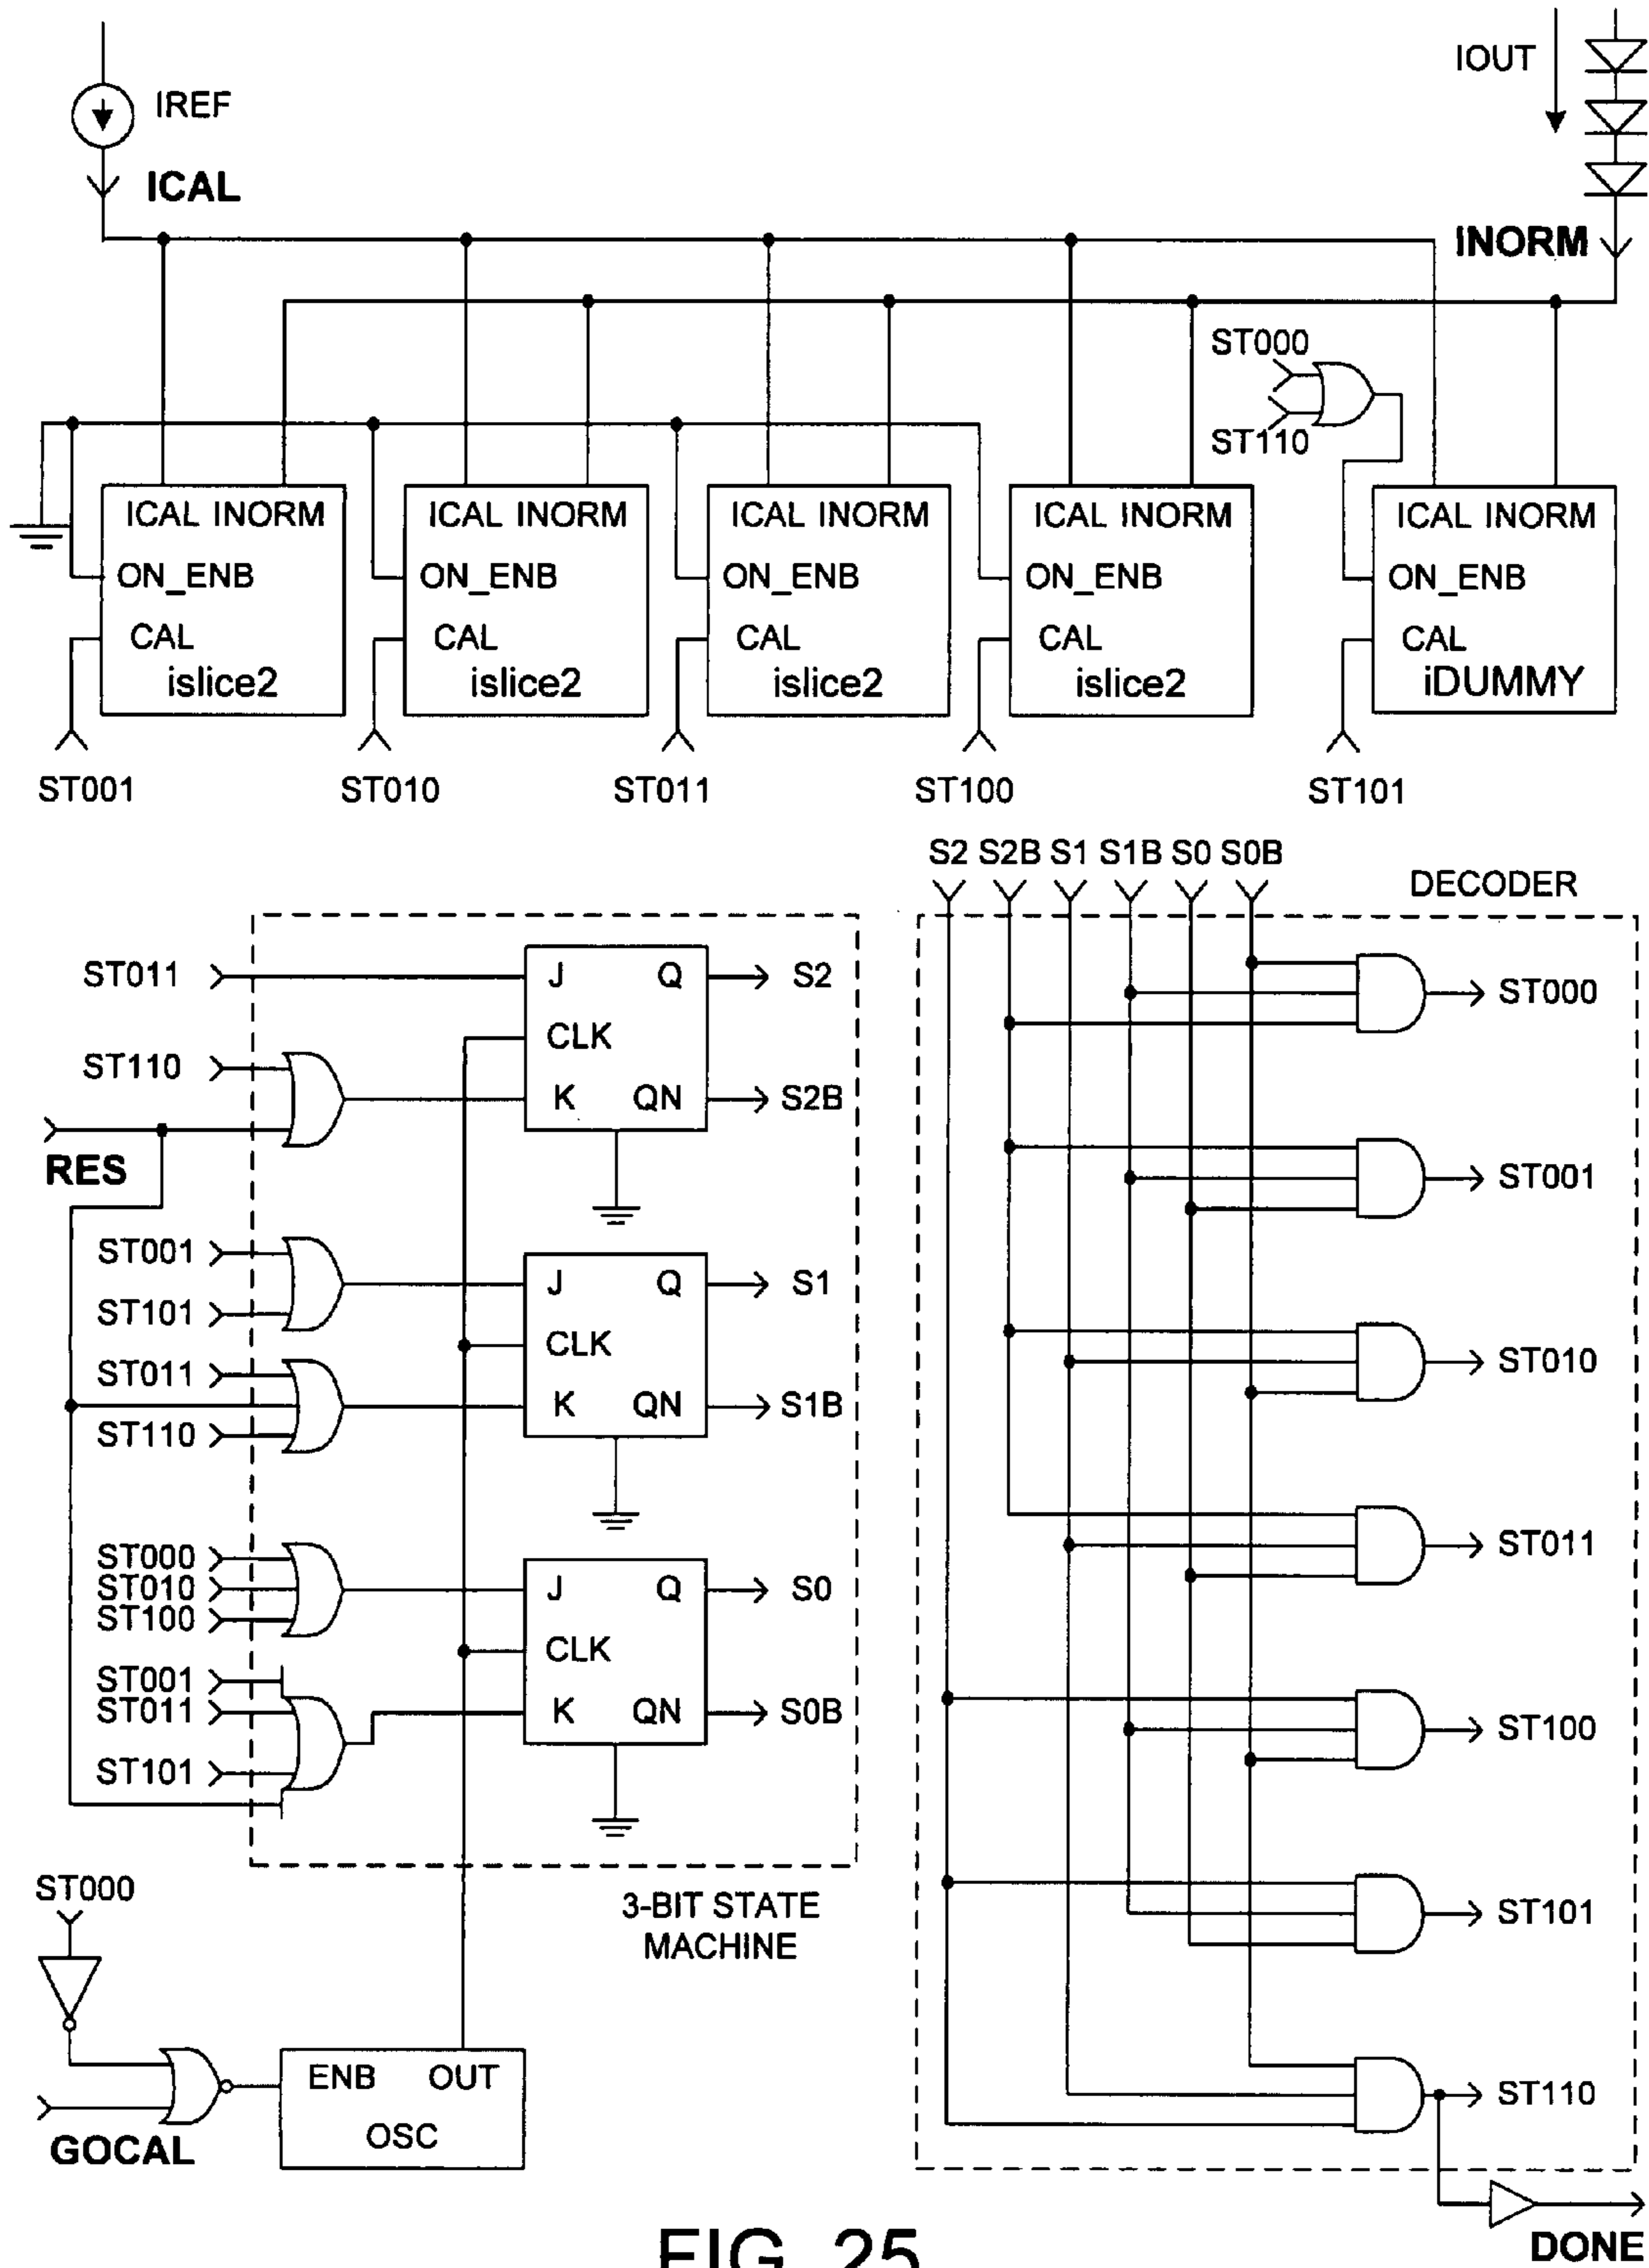 IREF
IOUT
ICAL
INORM
ST000
ST110
ICAL INORM
ICAL INORM
ICAL INORM
ICAL INORM
ICAL INORM
ON_ENB
ON_ENB
ON_ENB
ON_ENB
ON_ENB
CAL
CAL
CAL
CAL
CAL
islice2
islice2
islice2
islice2
iDUMMY
ST001
ST010
ST011
ST100
ST101
ST011
J Q
S2
CLK
ST110
K QN
S2B
RES
ST001
J Q
S1
ST101
CLK
ST011
K QN
S1B
ST110
ST000
ST010
ST100
J Q
S0
CLK
ST001
ST011
K QN
S0B
ST101
3-BIT STATE
MACHINE
ST000
ENB OUT
OSC
GOCAL
S2 S2B S1 S1B S0 S0B
DECODER
ST000
ST001
ST010
ST011
ST100
ST101
ST110
DONE
FIG. 25